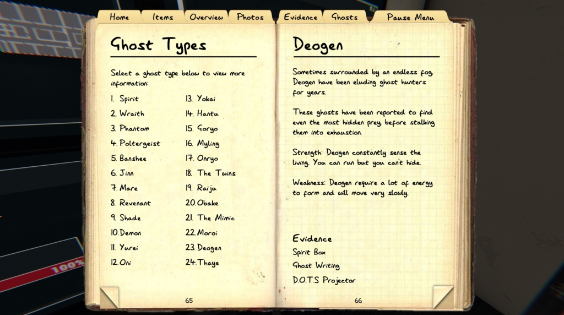 Home Items Overview Photos Evidence Ghosts Pause Menu
Ghost Types
Select a ghost type below to view more
information:
1. Spirit
2. Wraith
3. Phantom
4. Poltergeist
5. Banshee
6. Jinn
7. Mare
8. Revenant
9. Shade
10.Demon
11. Yurei
12. Oni
13. Yokai
14. Hantu
15. Goryo
16. Myling
17. Onryo
18. The Twins
19. Raiju
20.Obake
21. The Mimic
22.Moroi
23.Deogen
24.Thaye
65
Deogen
Sometimes surrounded by an endless fog,
Deogen have been eluding ghost hunters
for years.
These ghosts have been reported to find
even the most hidden prey, before stalking
them into exhaustion.
Strength: Deogen constantly sense the
living. You can run but you can't hide.
Weakness: Deogen require a lot of energy
to form and will move very slowly.
Evidence
Spirit Box
Ghost Writing
D.O.T.S Projector
66
100%